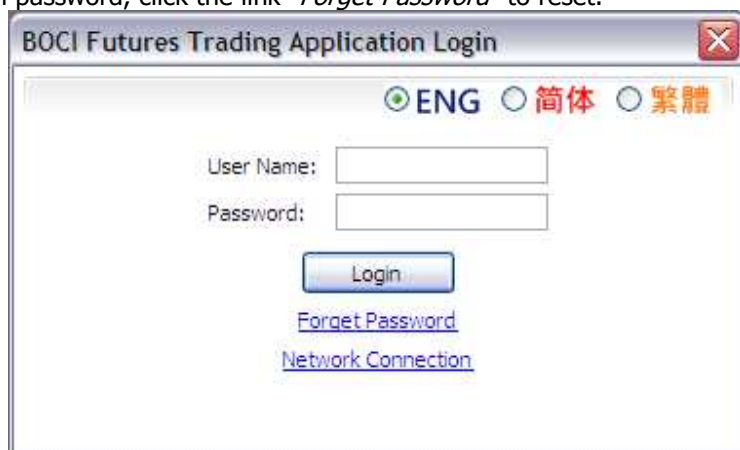 password, click the link "Forget Password" to reset.
BOCI Futures Trading Application Login
ENG 简体 繁體
User Name:
Password:
Login
Forget Password
Network Connection